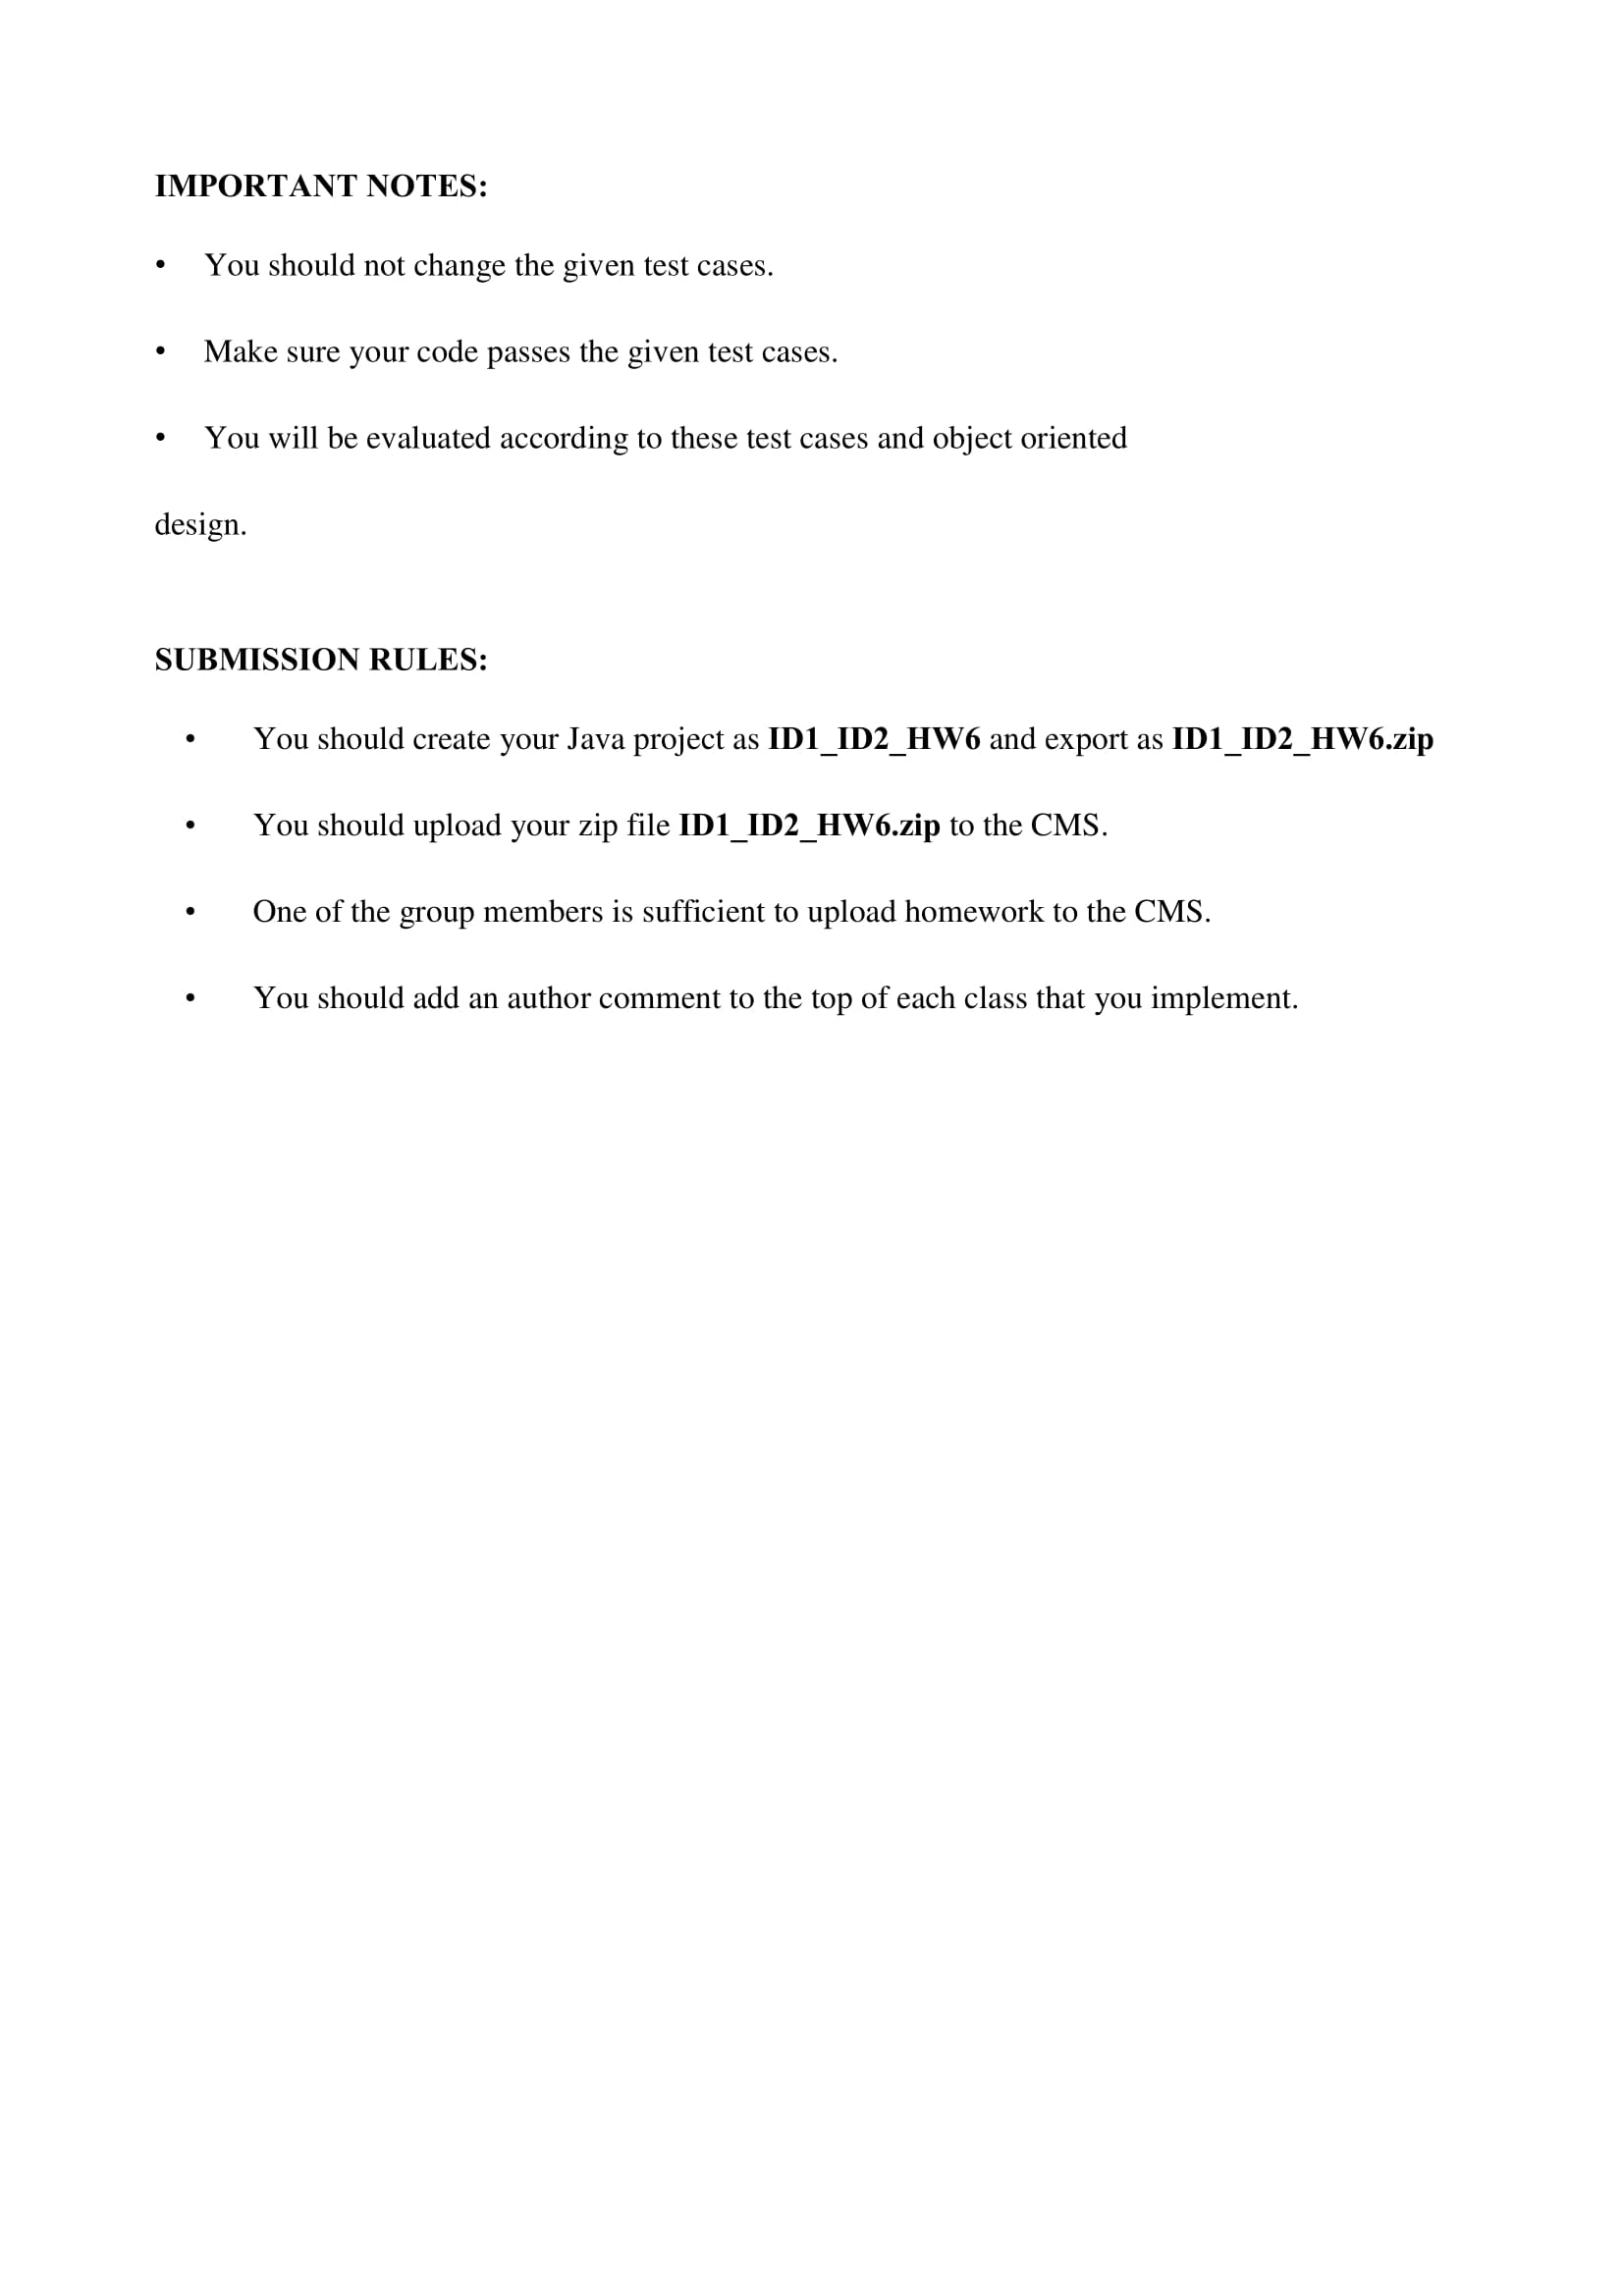 IMPORTANT NOTES:
• You should not change the given test cases.
• Make sure your code passes the given test cases.
• You will be evaluated according to these test cases and object oriented
design.
SUBMISSION RULES:
• You should create your Java project as ID1_ID2_HW6 and export as ID1_ID2_HW6.zip
• You should upload your zip file ID1_ID2_HW6.zip to the CMS.
• One of the group members is sufficient to upload homework to the CMS.
• You should add an author comment to the top of each class that you implement.